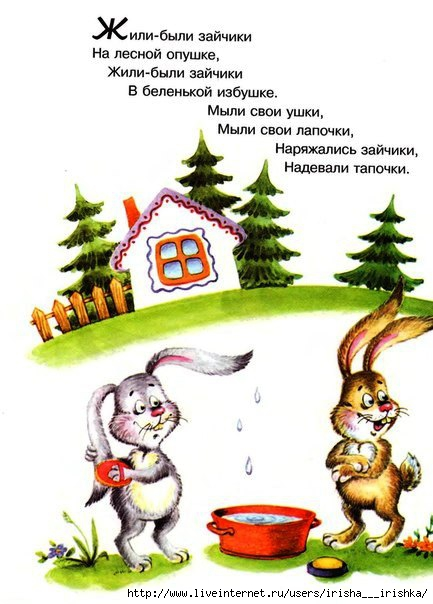 Жили-были зайчики
На лесной опушке,
Жили-были зайчики
В беленькой избушке.
Мыли свои ушки,
Мыли свои лапочки,
Наряжались зайчики,
Надевали тапочки.
http://www.liveinternet.ru/users/irisha___irishka/